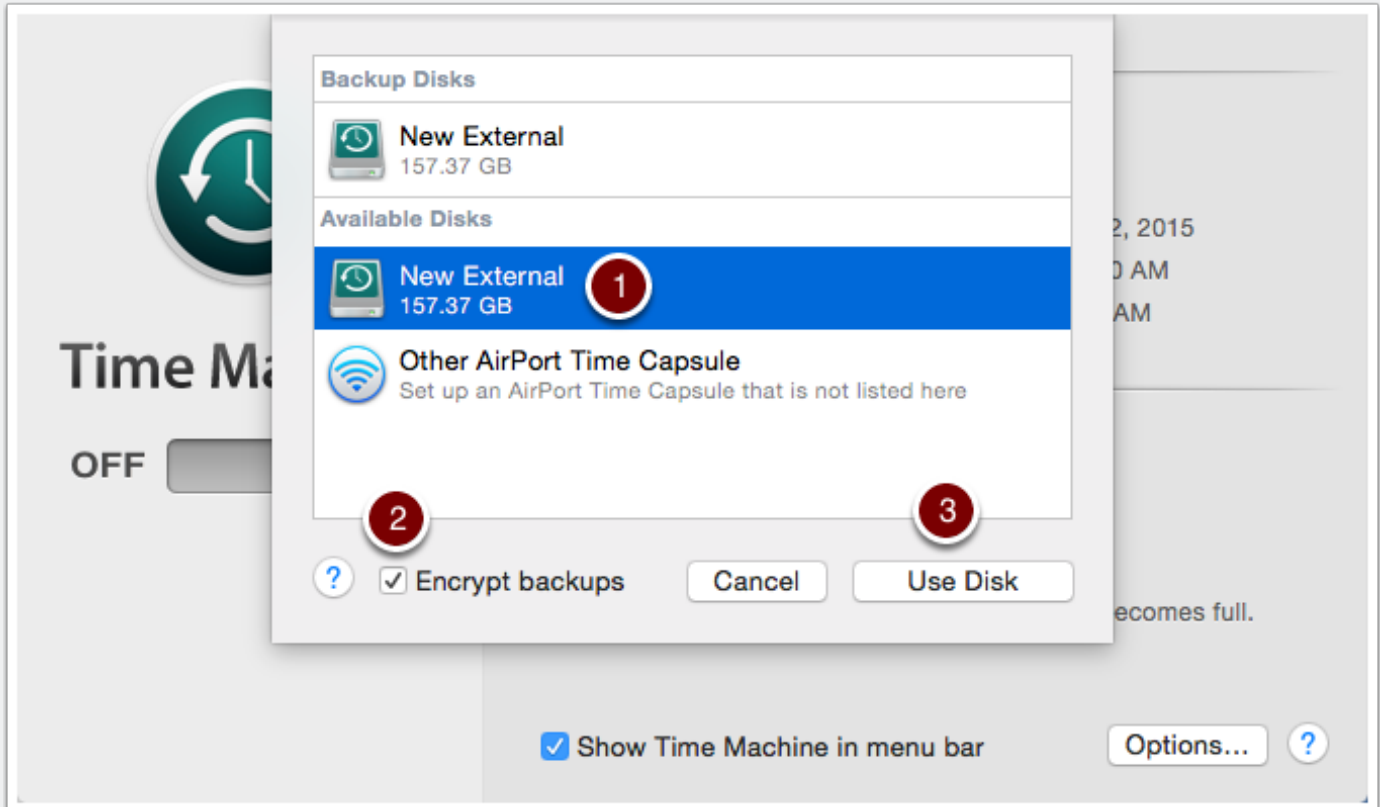 Backup Disks
New External
157.37 GB
Available Disks
New External
157.37 GB
1
Other AirPort Time Capsule
Set up an AirPort Time Capsule that is not listed here
2
3
? Encrypt backups Cancel Use Disk
2, 2015
AM
AM
Time
OFF
ecomes full.
Show Time Machine in menu bar Options... ?